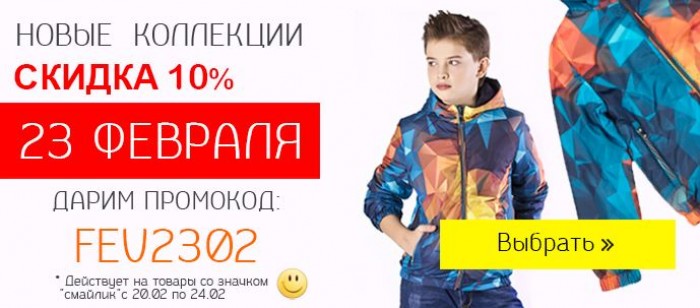 НОВЫЕ КОЛЛЕКЦИИ
СКИДКА 10%
23 ФЕВРАЛЯ
ДАРИМ ПРОМОКОД:
FEV2302
* Действует на товары со значком
"смайлик"с 20.02 по 24.02
Выбрать »